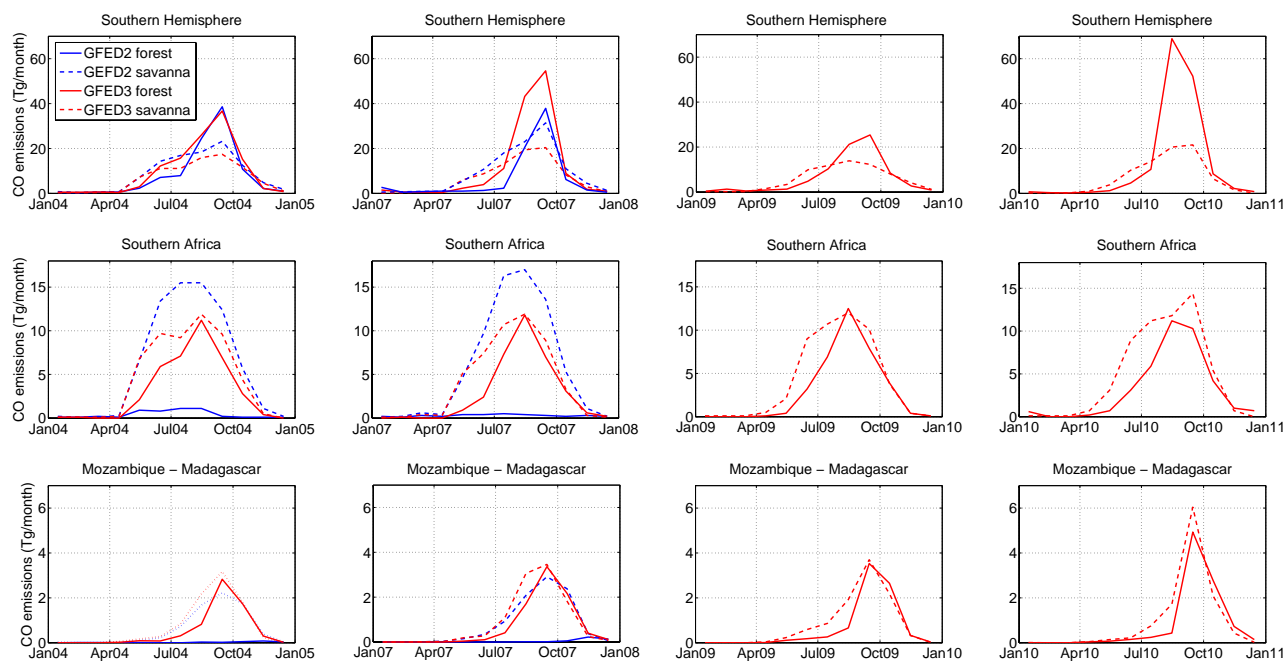 Southern Hemisphere
Southern Hemisphere
Southern Hemisphere
Southern Hemisphere
CO emissions (Tg/month)
60
40
20
0
GFED2 forest
GEFD2 savanna
GFED3 forest
GFED3 savanna
60
40
20
0
60
40
20
0
60
40
20
0
Jan04 Apr04 Jul04 Oct04 Jan05
Jan07 Apr07 Jul07 Oct07 Jan08
Jan09 Apr09 Jul09 Oct09 Jan10
Jan10 Apr10 Jul10 Oct10 Jan11
Southern Africa
Southern Africa
Southern Africa
Southern Africa
CO emissions (Tg/month)
15
10
5
0
15
10
5
0
15
10
5
0
15
10
5
0
Jan04 Apr04 Jul04 Oct04 Jan05
Jan07 Apr07 Jul07 Oct07 Jan08
Jan09 Apr09 Jul09 Oct09 Jan10
Jan10 Apr10 Jul10 Oct10 Jan11
Mozambique − Madagascar
Mozambique − Madagascar
Mozambique − Madagascar
Mozambique − Madagascar
CO emissions (Tg/month)
6
4
2
0
6
4
2
0
6
4
2
0
6
4
2
0
Jan04 Apr04 Jul04 Oct04 Jan05
Jan07 Apr07 Jul07 Oct07 Jan08
Jan09 Apr09 Jul09 Oct09 Jan10
Jan10 Apr10 Jul10 Oct10 Jan11